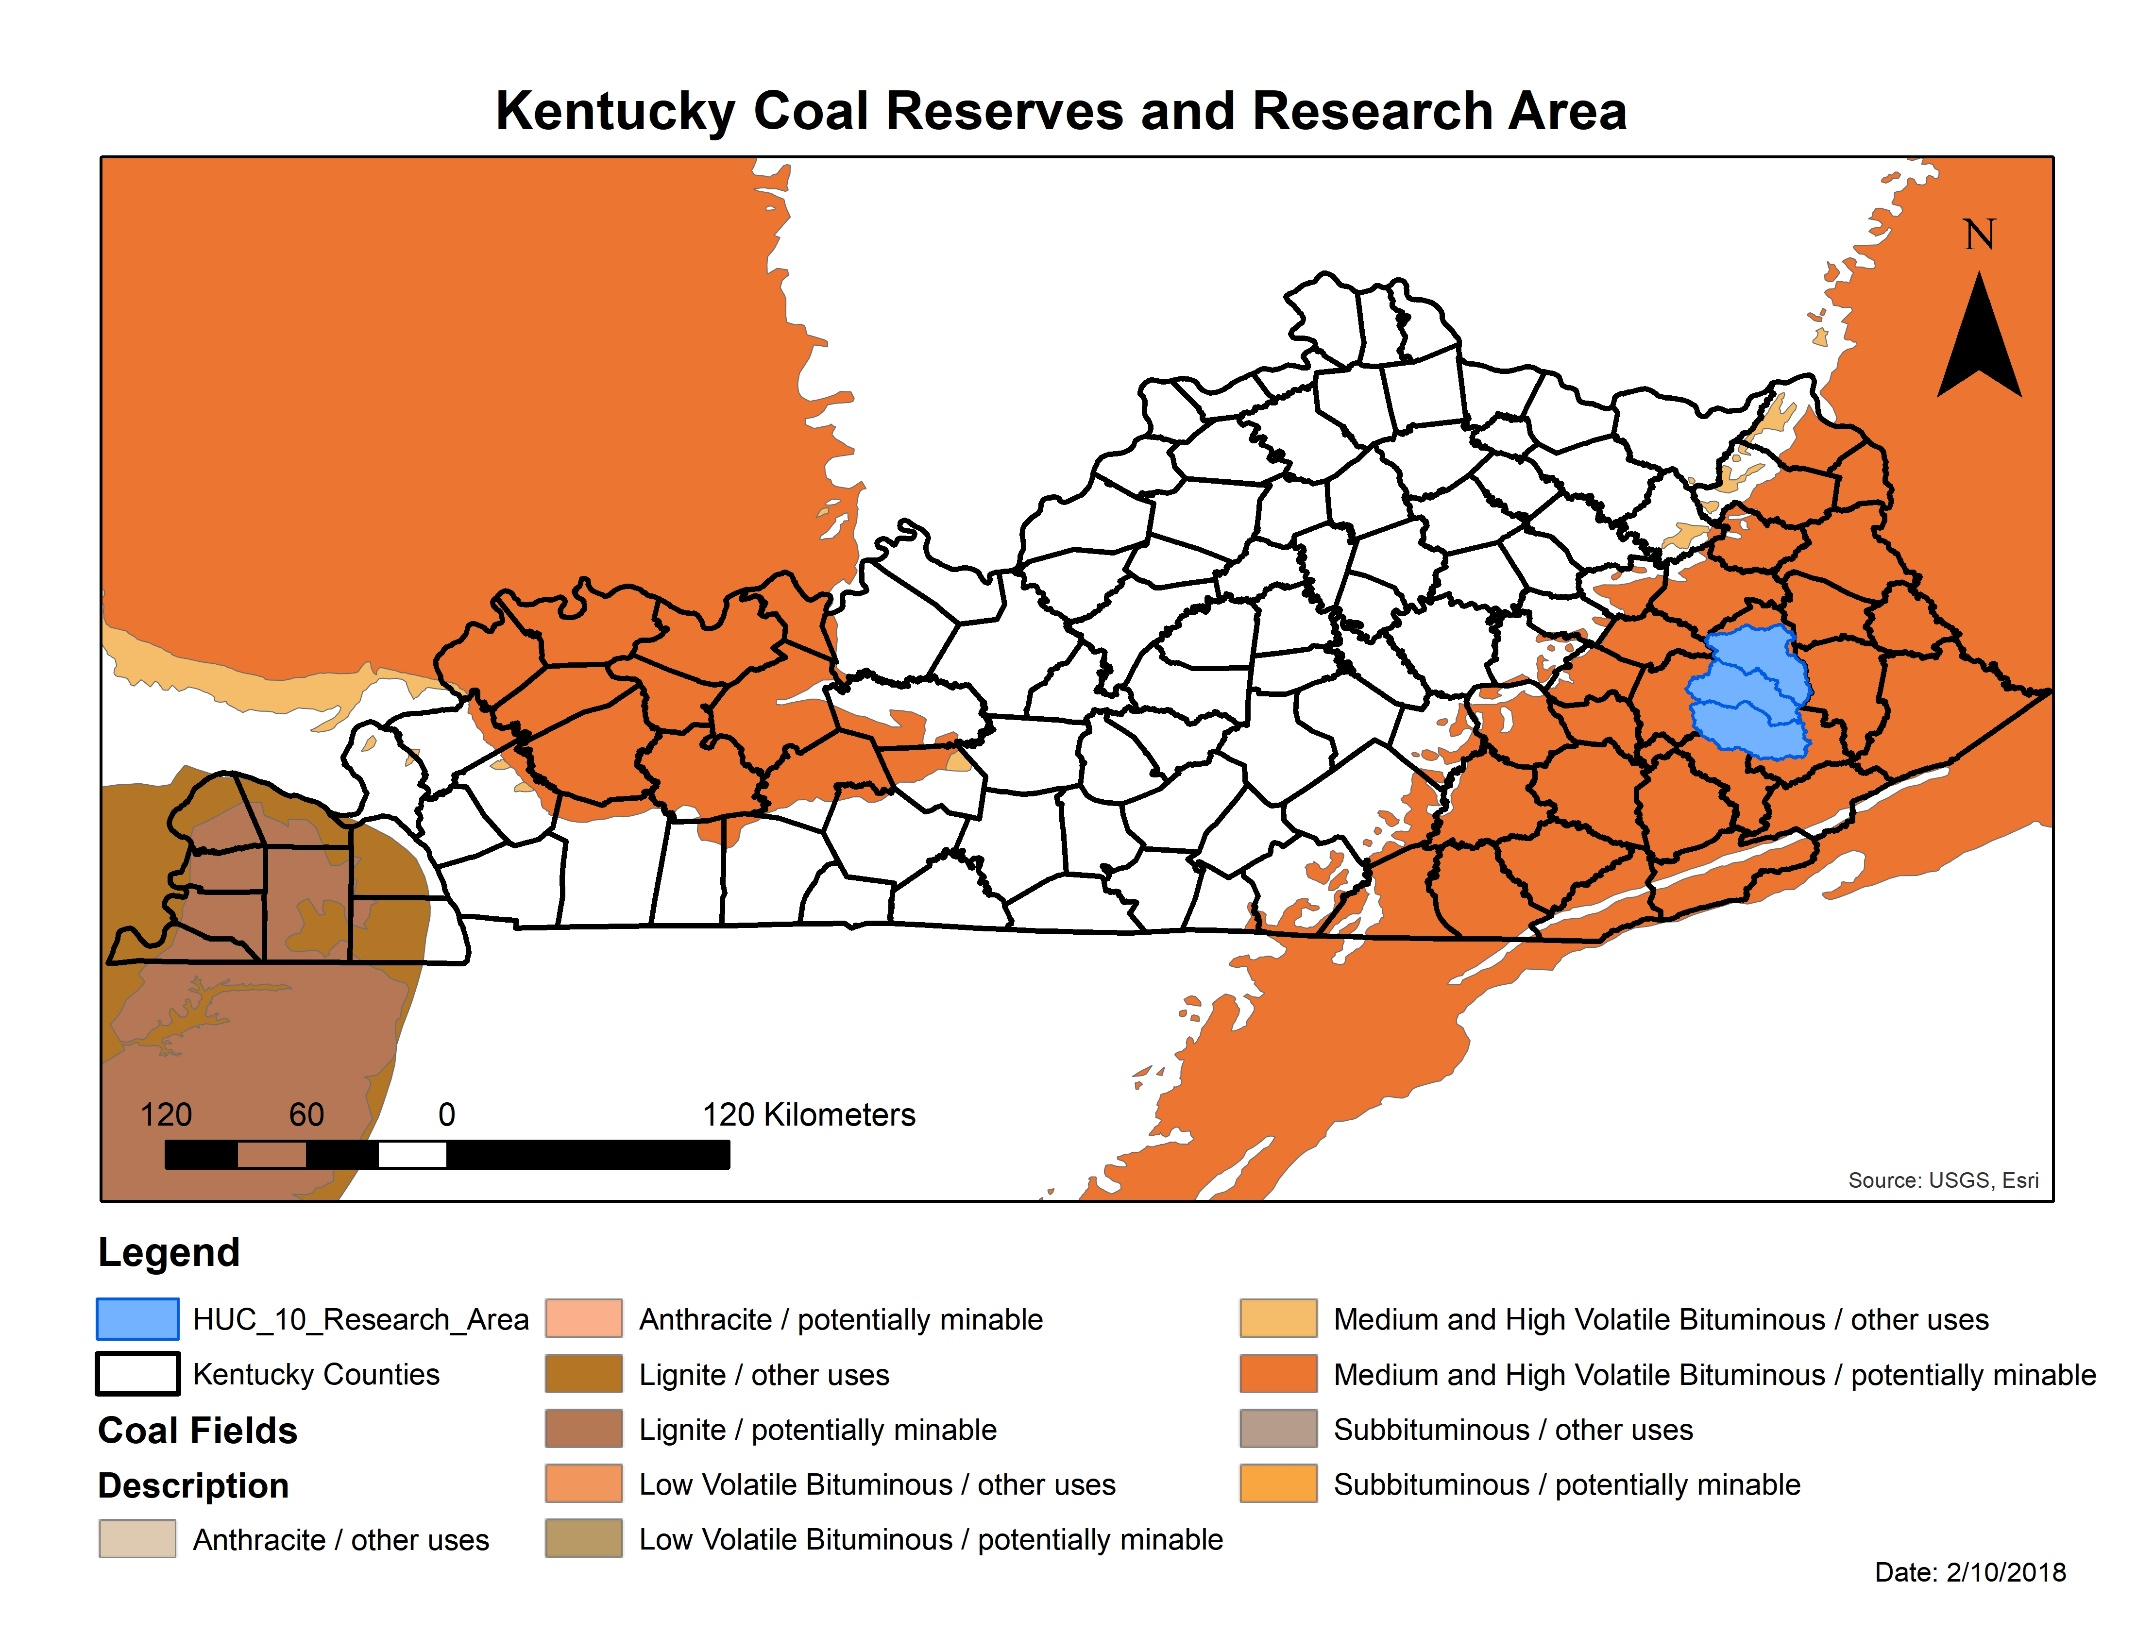 Kentucky Coal Reserves and Research Area
N
120 60 0 120 Kilometers
Source: USGS, Esri
Legend
HUC_10_Research_Area
Kentucky Counties
Coal Fields
Description
Anthracite / other uses
Anthracite / potentially minable
Lignite / other uses
Lignite / potentially minable
Low Volatile Bituminous / other uses
Low Volatile Bituminous / potentially minable
Medium and High Volatile Bituminous / other uses
Medium and High Volatile Bituminous / potentially minable
Subbituminous / other uses
Subbituminous / potentially minable
Date: 2/10/2018